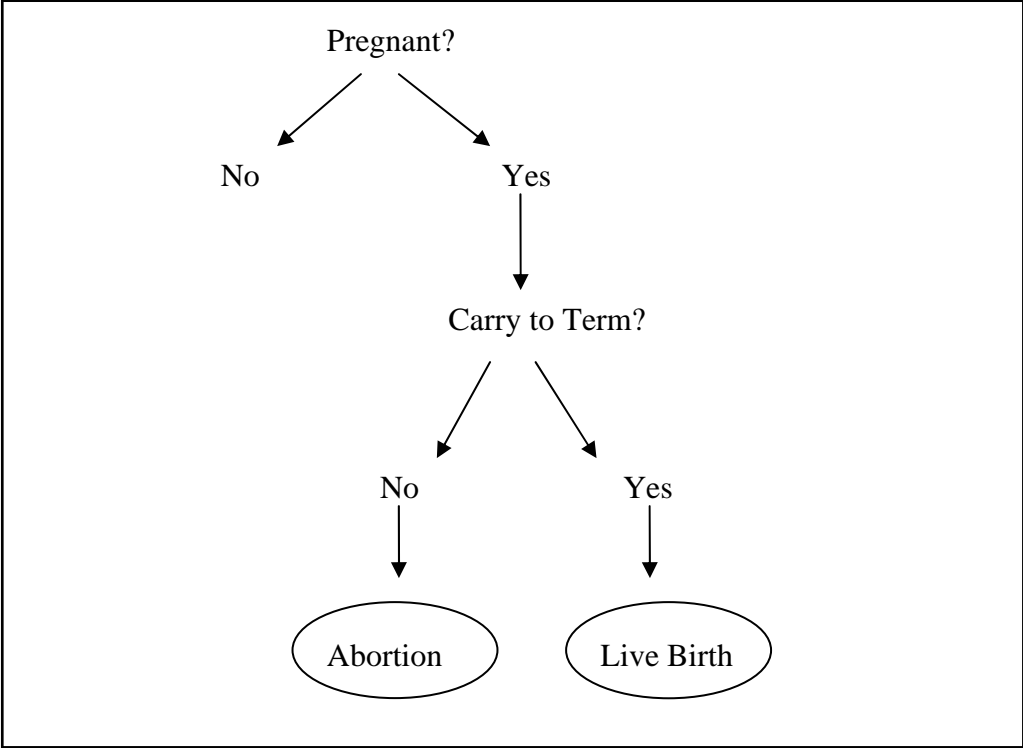 Pregnant?
No
Yes
Carry to Term?
No
Yes
Abortion
Live Birth